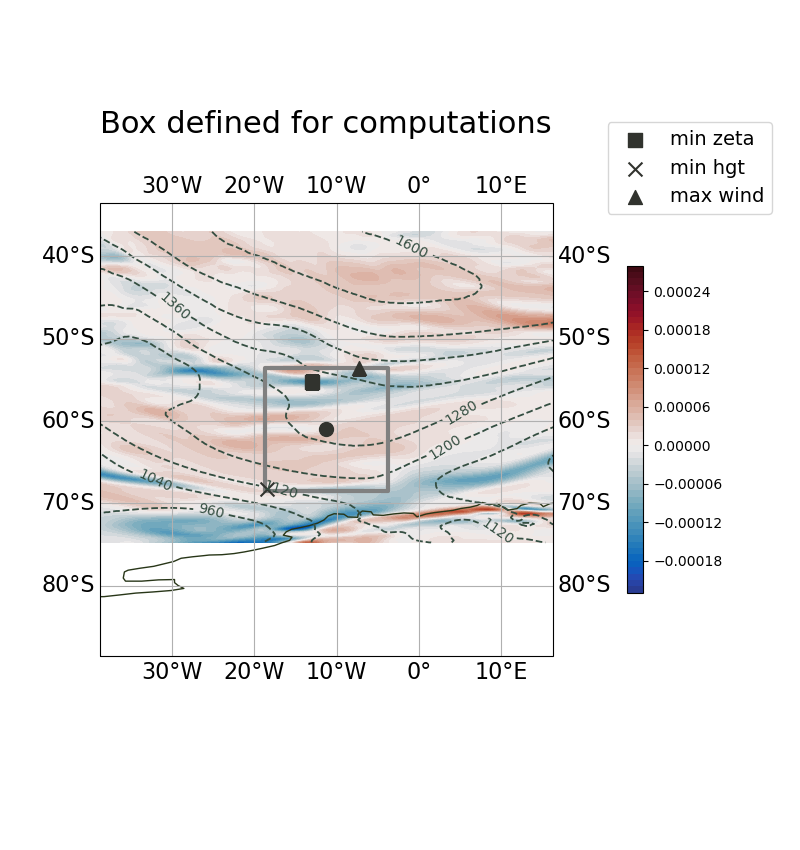 Box defined for computations
min zeta
min hgt
max wind
30°W 20°W 10°W 0° 10°E
40°S 40°S
50°S 50°S
60°S 60°S
70°S 70°S
80°S 80°S
1600
1360
1280
1200
1120
1040
960
1120
30°W 20°W 10°W 0° 10°E
0.00024
0.00018
0.00012
0.00006
0.00000
−0.00006
−0.00012
−0.00018